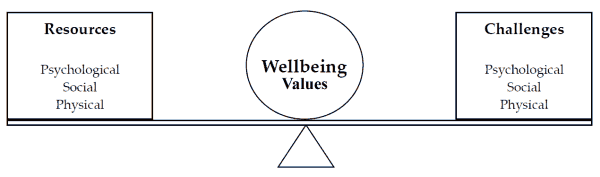 Resources
Psychological
Social
Physical
Wellbeing
Values
Challenges
Psychological
Social
Physical